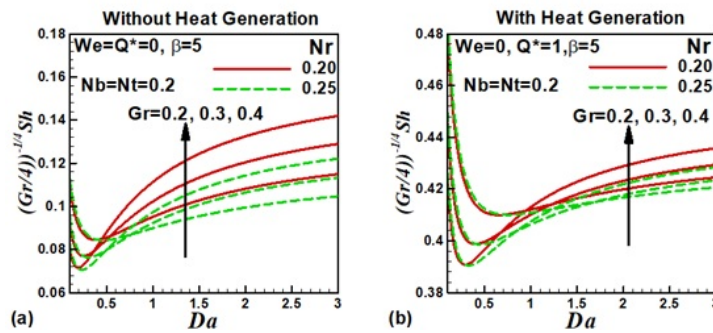 Without Heat Generation
We=Q*=0, β=5
Nr
0.20
0.25
Nb=Nt=0.2
Gr=0.2, 0.3, 0.4
(Gr/4))^-1/4 Sh
0.18
0.16
0.14
0.12
0.1
0.08
0.06
0.5
1
1.5
2
2.5
3
Da
(a)
With Heat Generation
We=0, Q*=1,β=5
Nr
0.20
0.25
Nb=Nt=0.2
Gr=0.2, 0.3, 0.4
(Gr/4))^-1/4 Sh
0.48
0.46
0.44
0.42
0.4
0.38
0.5
1
1.5
2
2.5
3
Da
(b)